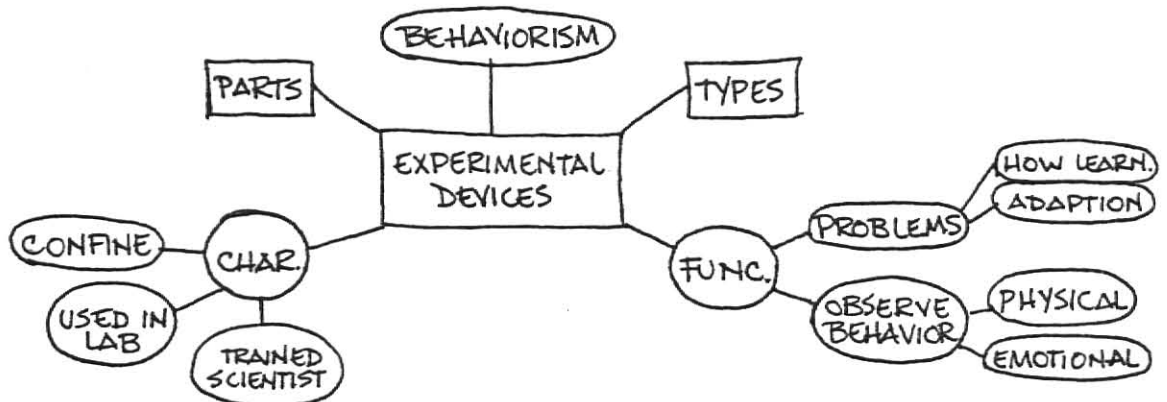 BEHAVIORISM
PARTS
TYPES
EXPERIMENTAL
DEVICES
HOW LEARN.
ADAPTION
PROBLEMS
CONFINE
CHAR.
FUNC.
PHYSICAL
OBSERVE
BEHAVIOR
USED IN
LAB
TRAINED
SCIENTIST
EMOTIONAL